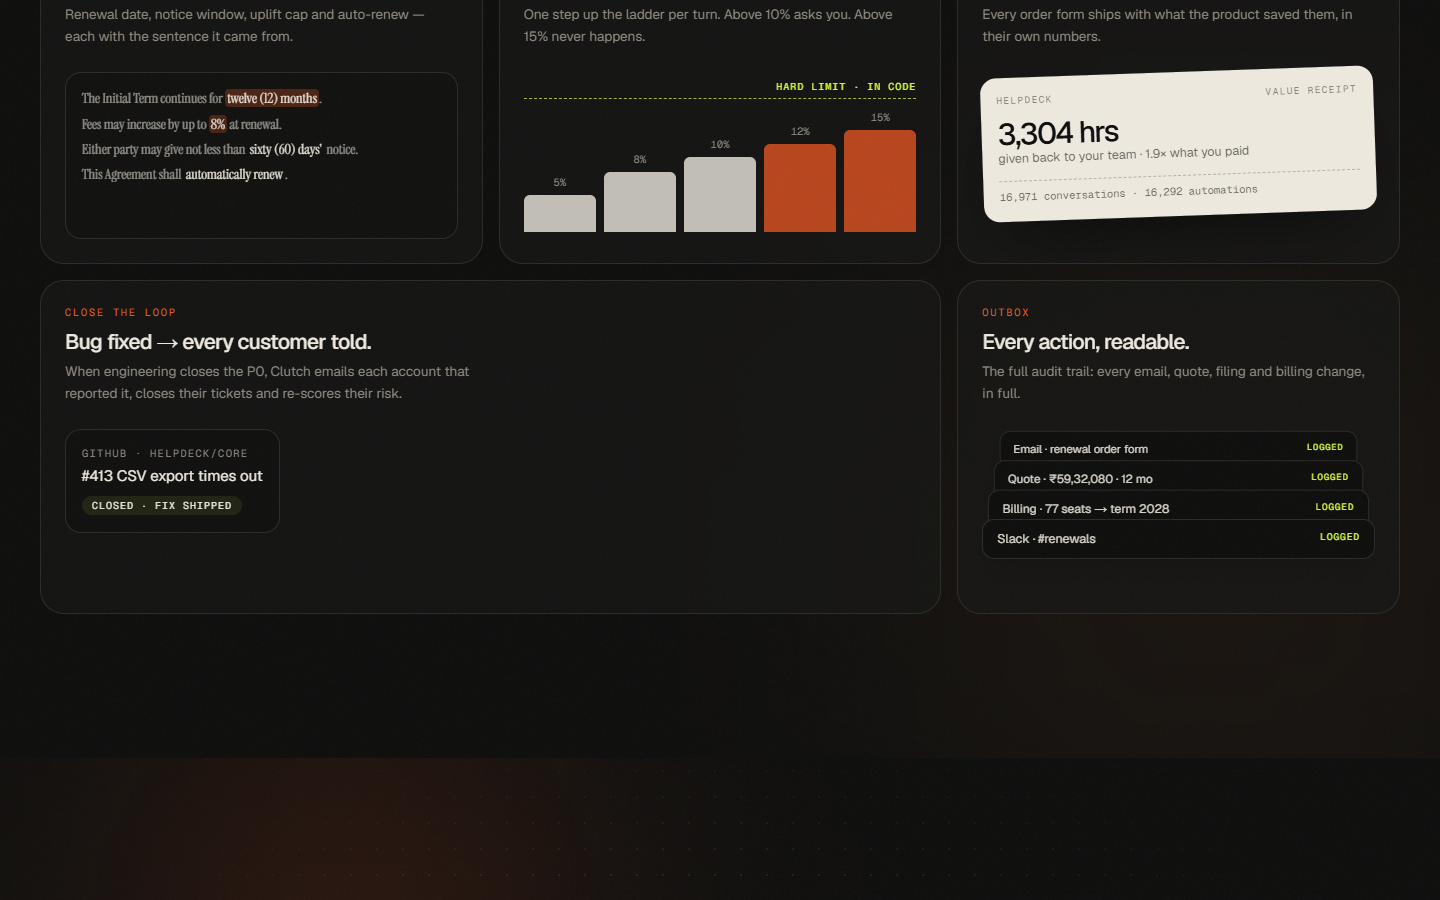 Renewal date, notice window, uplift cap and auto-renew —
each with the sentence it came from.
The Initial Term continues for twelve (12) months.
Fees may increase by up to 8% at renewal.
Either party may give not less than sixty (60) days' notice.
This Agreement shall automatically renew.
One step up the ladder per turn. Above 10% asks you. Above
15% never happens.
HARD LIMIT · IN CODE
5%
8%
10%
12%
15%
Every order form ships with what the product saved them, in
their own numbers.
HELPDECK
VALUE RECEIPT
3,304 hrs
given back to your team · 1.9× what you paid
16,971 conversations · 16,292 automations
CLOSE THE LOOP
Bug fixed → every customer told.
When engineering closes the P0, Clutch emails each account that
reported it, closes their tickets and re-scores their risk.
GITHUB · HELPDECK/CORE
#413 CSV export times out
CLOSED · FIX SHIPPED
OUTBOX
Every action, readable.
The full audit trail: every email, quote, filing and billing change,
in full.
Email · renewal order form LOGGED
Quote · ₹59,32,080 · 12 mo LOGGED
Billing · 77 seats → term 2028 LOGGED
Slack · #renewals LOGGED